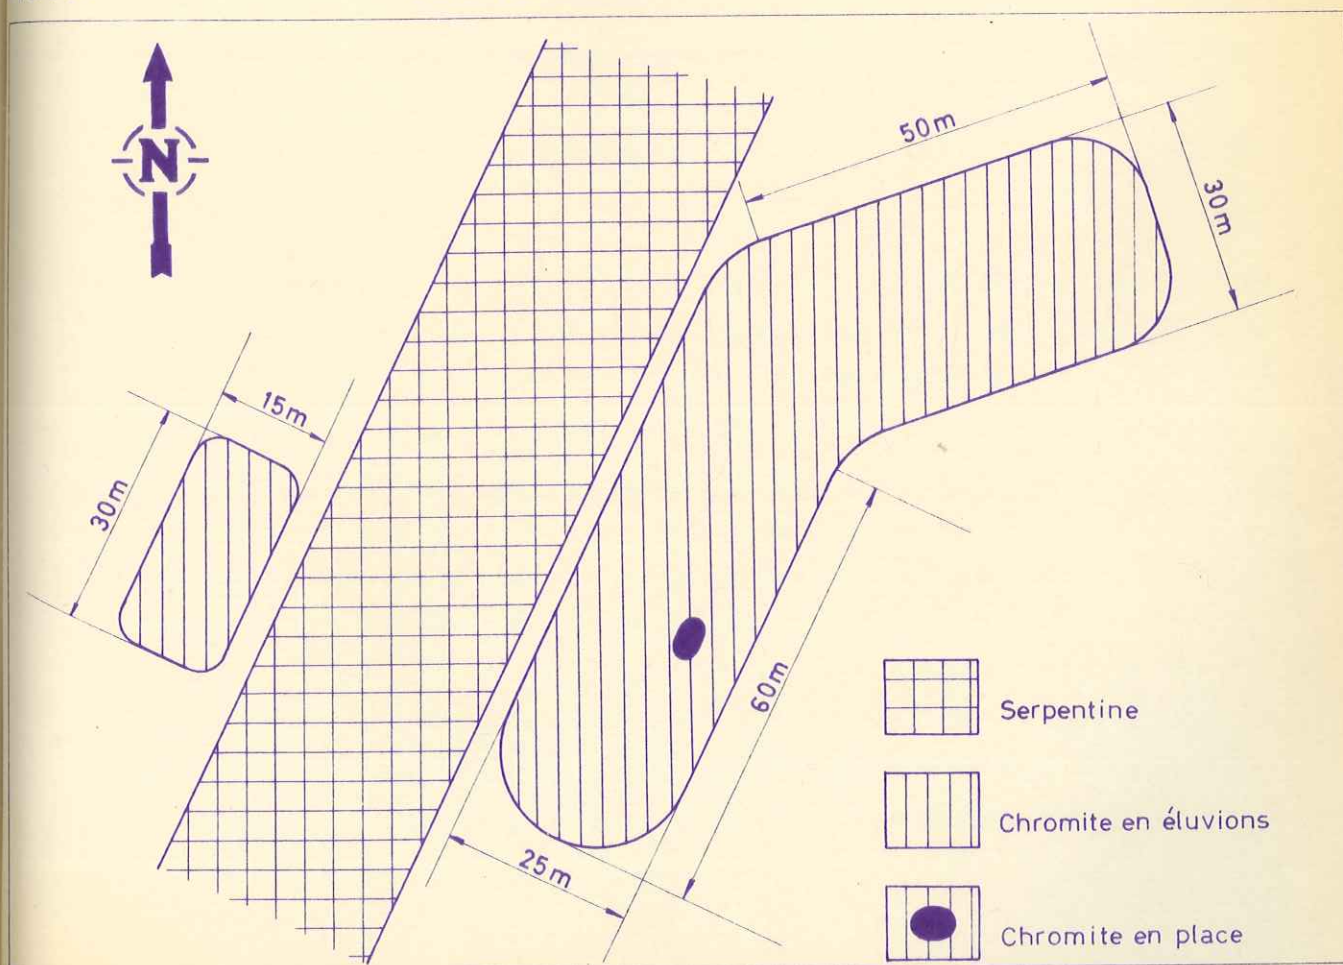 N
50m
30m
15m
30m
60m
25m
Serpentine
Chromite en éluvions
Chromite en place